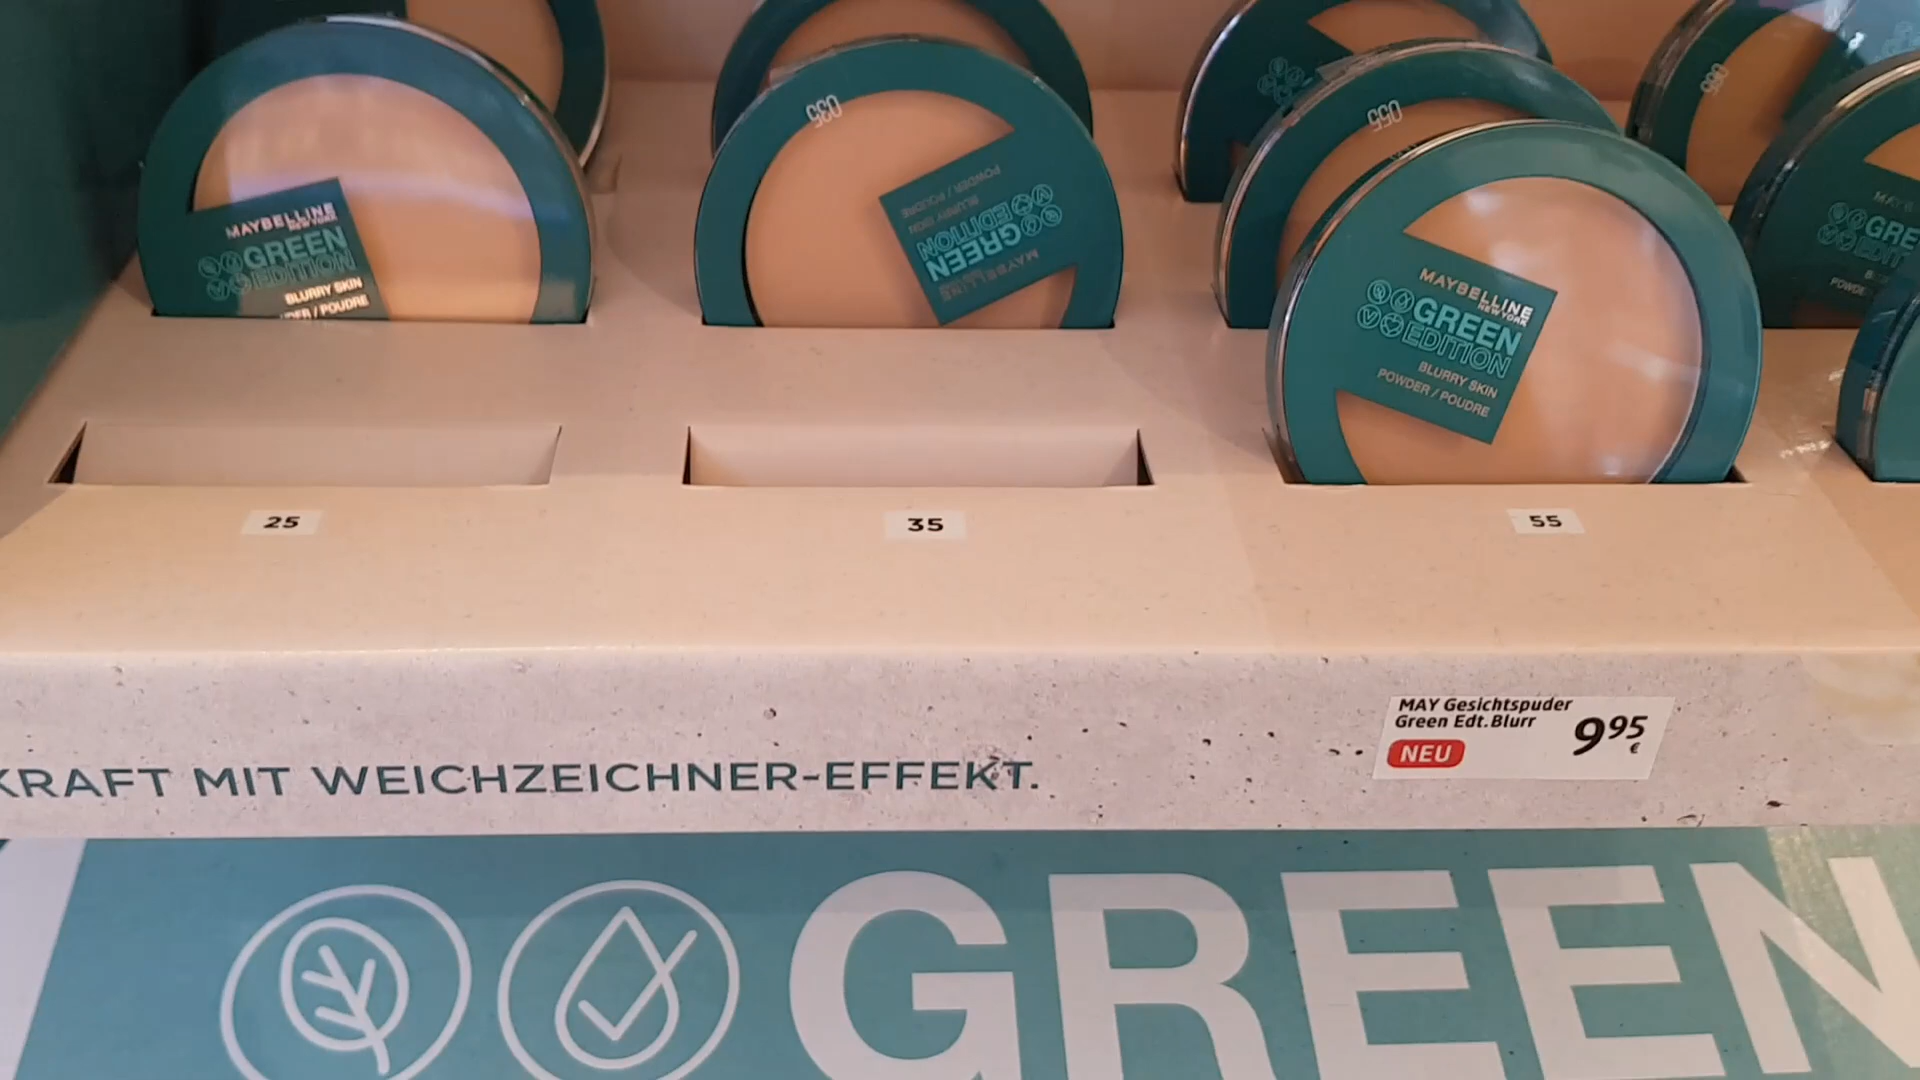 MAYBELLINE
NEW YORK
GREEN
EDITION
BLURRY SKIN
/ POUDRE
035
MAYBELLINE
GREEN
EDITION
BLURRY SKIN
POWDER / POUDRE
055
MAYBELLINE
NEW YORK
GREEN
EDITION
BLURRY SKIN
POWDER / POUDRE
25
35
55
MAY Gesichtspuder
Green Edt.Blurr
NEU
9 95
€
KRAFT MIT WEICHZEICHNER-EFFEKT.
GREEN